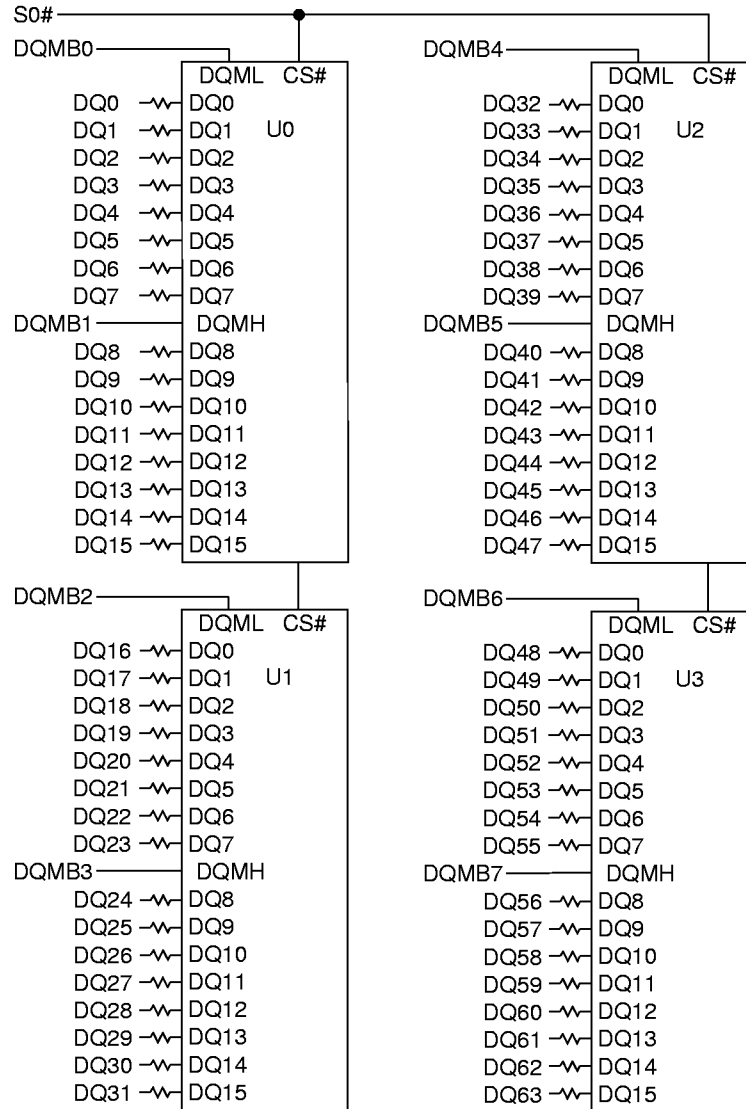 S0#
DQMB0 DQMB4
DQML CS# DQML CS#
DQ0 DQ0 DQ32 DQ0
DQ1 DQ1 U0 DQ33 DQ1 U2
DQ2 DQ2 DQ34 DQ2
DQ3 DQ3 DQ35 DQ3
DQ4 DQ4 DQ36 DQ4
DQ5 DQ5 DQ37 DQ5
DQ6 DQ6 DQ38 DQ6
DQ7 DQ7 DQ39 DQ7
DQMB1 DQMH DQMB5 DQMH
DQ8 DQ8 DQ40 DQ8
DQ9 DQ9 DQ41 DQ9
DQ10 DQ10 DQ42 DQ10
DQ11 DQ11 DQ43 DQ11
DQ12 DQ12 DQ44 DQ12
DQ13 DQ13 DQ45 DQ13
DQ14 DQ14 DQ46 DQ14
DQ15 DQ15 DQ47 DQ15
DQMB2 DQMB6
DQML CS# DQML CS#
DQ16 DQ0 DQ48 DQ0
DQ17 DQ1 U1 DQ49 DQ1 U3
DQ18 DQ2 DQ50 DQ2
DQ19 DQ3 DQ51 DQ3
DQ20 DQ4 DQ52 DQ4
DQ21 DQ5 DQ53 DQ5
DQ22 DQ6 DQ54 DQ6
DQ23 DQ7 DQ55 DQ7
DQMB3 DQMH DQMB7 DQMH
DQ24 DQ8 DQ56 DQ8
DQ25 DQ9 DQ57 DQ9
DQ26 DQ10 DQ58 DQ10
DQ27 DQ11 DQ59 DQ11
DQ28 DQ12 DQ60 DQ12
DQ29 DQ13 DQ61 DQ13
DQ30 DQ14 DQ62 DQ14
DQ31 DQ15 DQ63 DQ15